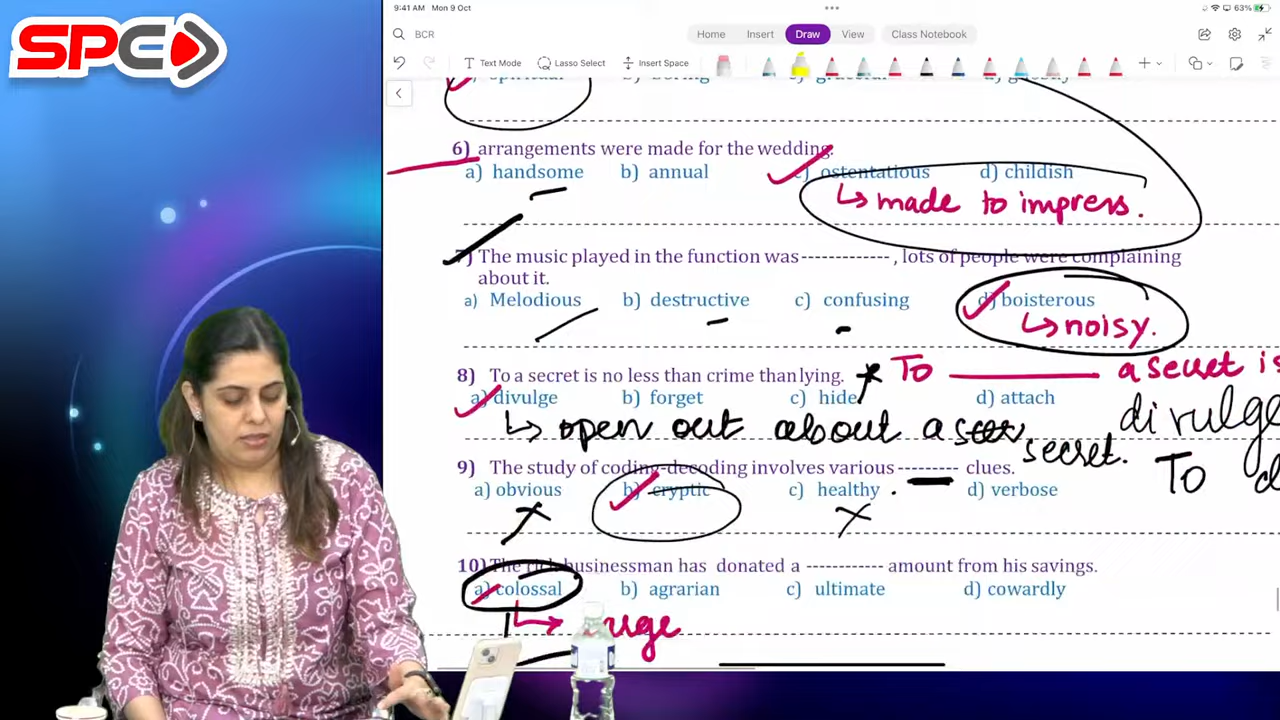 9:41 AM Mon 9 Oct
63%
SPED
BCR
Home Insert Draw View Class Notebook
Text Mode Lasso Select Insert Space
6) arrangements were made for the wedding.
a) handsome b) annual c) ostentatious d) childish
↳ made to impress.
7) The music played in the function was ------------- , lots of people were complaining
about it.
a) Melodious b) destructive c) confusing d) boisterous
↳ noisy.
8) To a secret is no less than crime than lying. * To ________ a secret is
a) divulge b) forget c) hide d) attach
↳ open out about a secret. divulge
9) The study of coding-decoding involves various -------- clues. To d
a) obvious b) cryptic c) healthy d) verbose
10) The rich businessman has donated a ----------- amount from his savings.
a) colossal b) agrarian c) ultimate d) cowardly